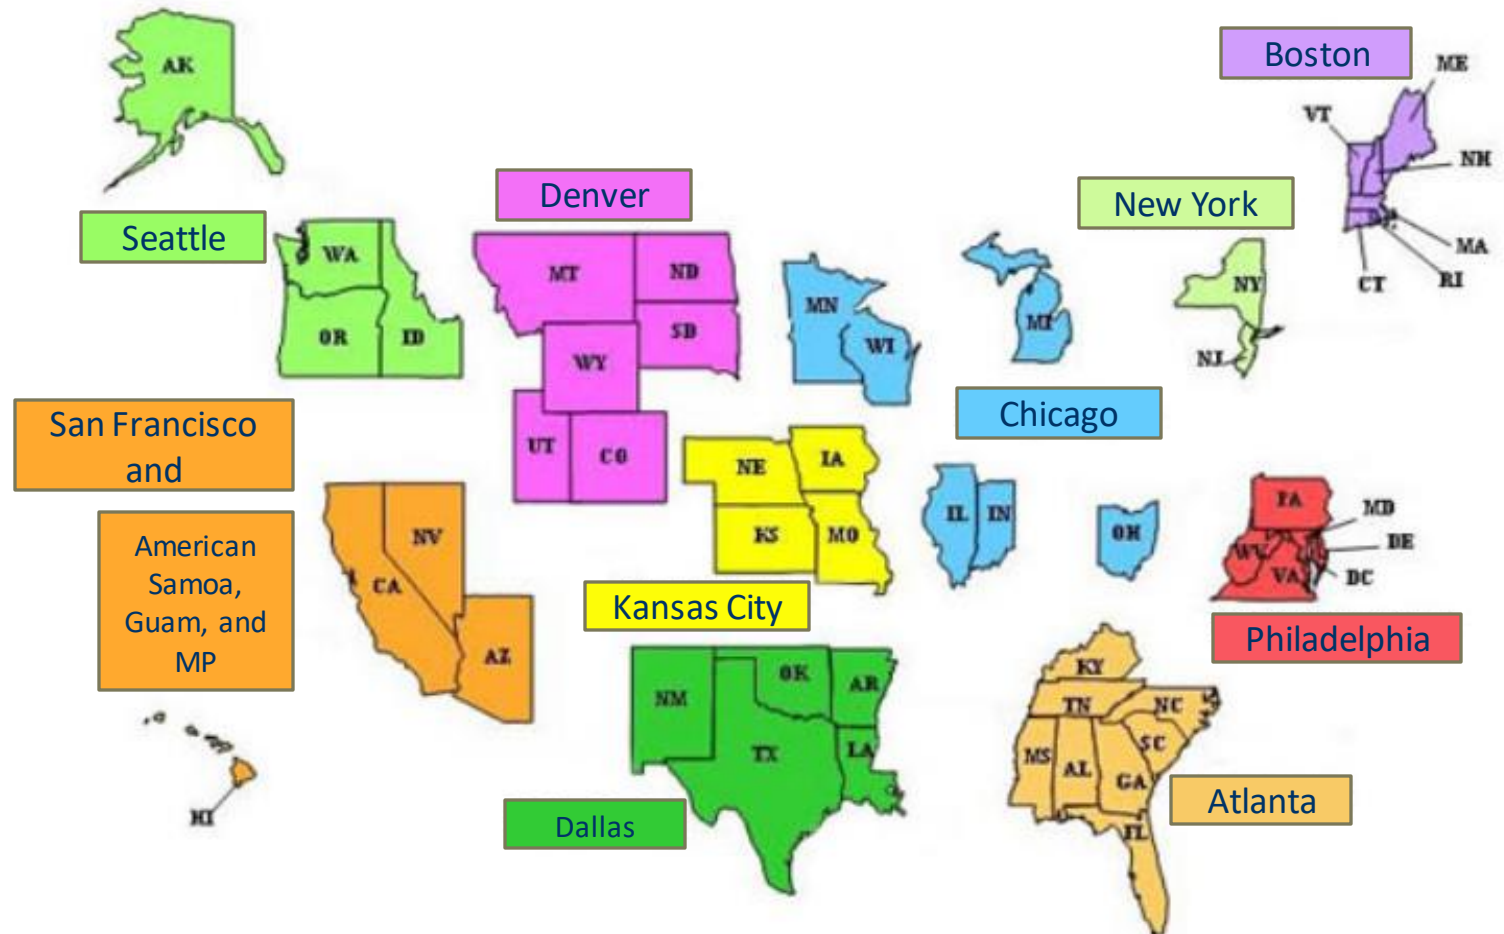 AK
Boston
ME
VT
NH
MA
RI
CT
Denver
New York
Seattle
WA
OR
ID
MT
ND
SD
WY
UT
CO
MN
WI
MI
NY
NJ
Chicago
San Francisco
and
American
Samoa,
Guam, and
MP
NV
CA
AZ
HI
NE
IA
KS
MO
Kansas City
IL
IN
OH
PA
MD
DE
DC
WV
VA
Philadelphia
NM
OK
AR
TX
LA
Dallas
KY
TN
NC
SC
MS
AL
GA
FL
Atlanta